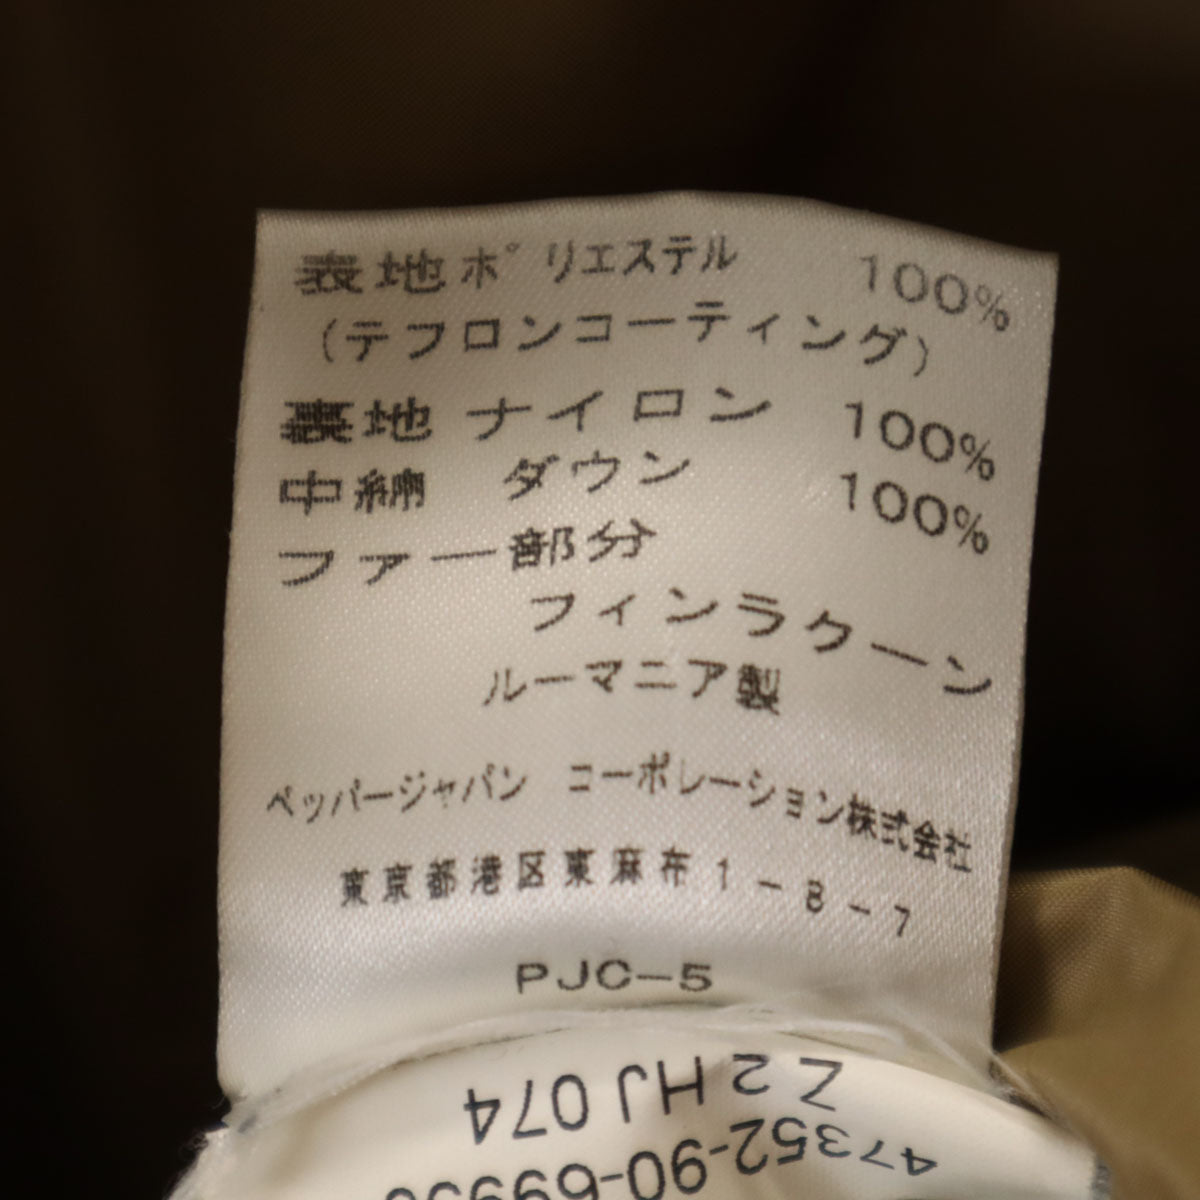 表地ポリエステル 100%
(テフロンコーティング)
裏地 ナイロン 100%
中綿 ダウン 100%
ファー部分
フィンラクーン
ルーマニア製
ペッパージャパン コーポレーション株式会社
東京都港区東麻布1-8-7
PJC-5
Z2HJ074
47352-90-